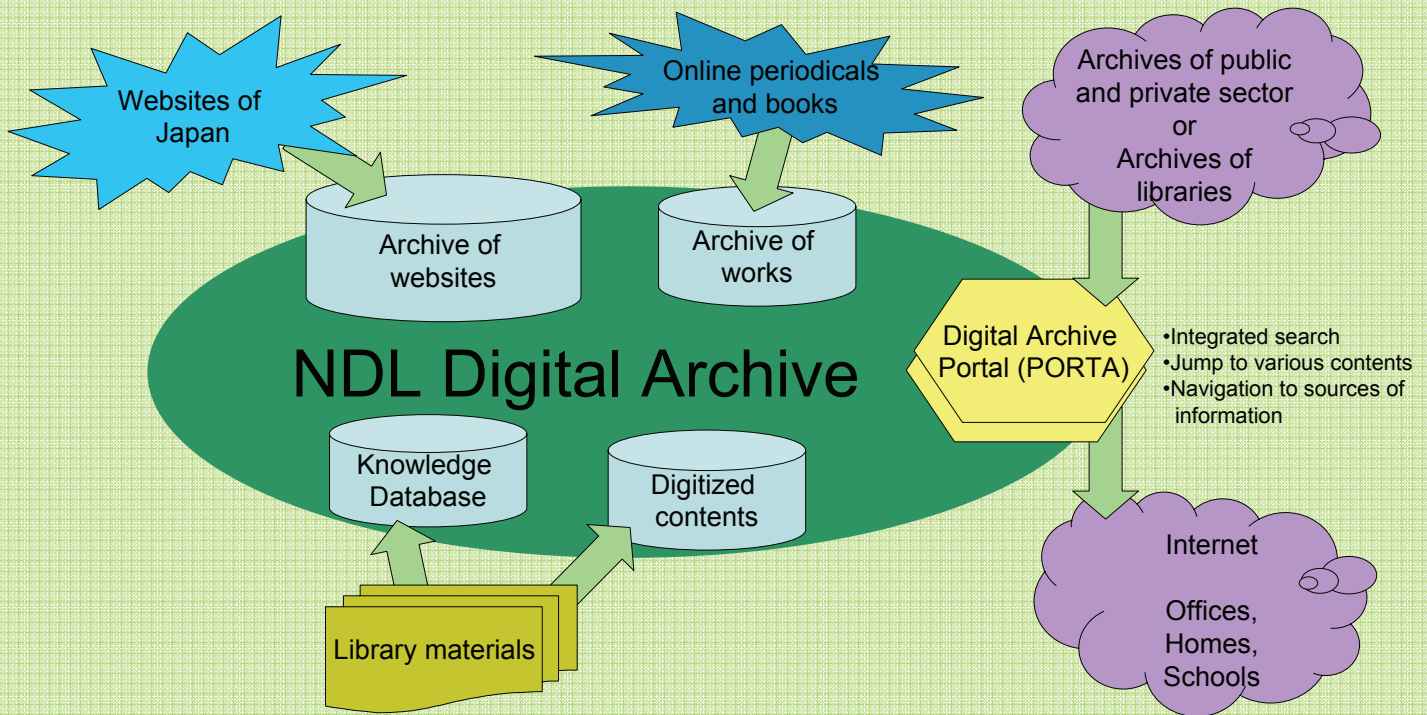 Websites of
Japan
Online periodicals
and books
Archives of public
and private sector
or
Archives of
libraries
Archive of
websites
Archive of
works
NDL Digital Archive
Digital Archive
Portal (PORTA)
•Integrated search
•Jump to various contents
•Navigation to sources of
information
Knowledge
Database
Digitized
contents
Library materials
Internet
Offices,
Homes,
Schools